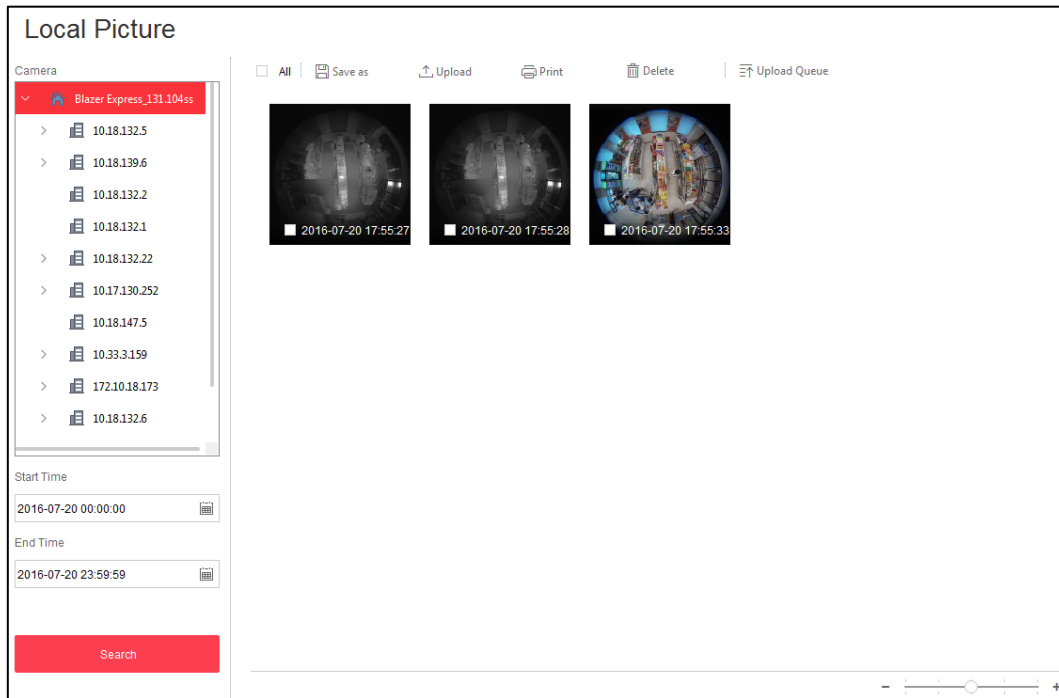 Local Picture
Camera
Blazer Express_131.104ss
10.18.132.5
10.18.139.6
10.18.132.2
10.18.132.1
10.18.132.22
10.17.130.252
10.18.147.5
10.33.3.159
172.10.18.173
10.18.132.6
Start Time
2016-07-20 00:00:00
End Time
2016-07-20 23:59:59
Search
All Save as Upload Print Delete Upload Queue
2016-07-20 17:55:27 2016-07-20 17:55:28 2016-07-20 17:55:33